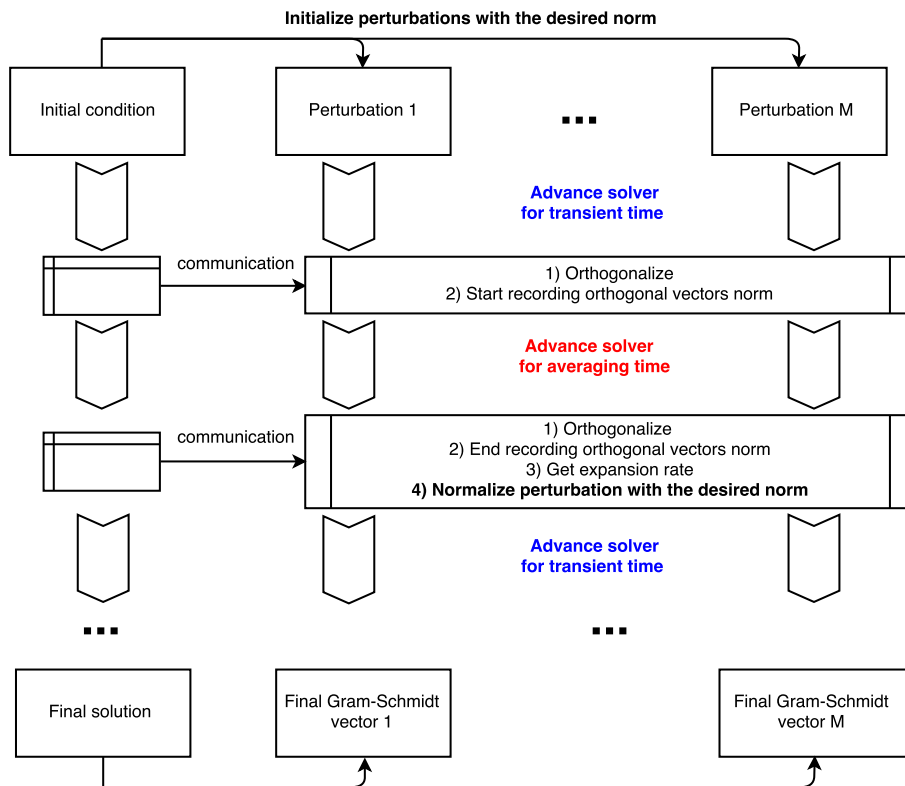 Initialize perturbations with the desired norm
Initial condition
Perturbation 1
...
Perturbation M
Advance solver
for transient time
communication
1) Orthogonalize
2) Start recording orthogonal vectors norm
Advance solver
for averaging time
communication
1) Orthogonalize
2) End recording orthogonal vectors norm
3) Get expansion rate
4) Normalize perturbation with the desired norm
Advance solver
for transient time
...
...
Final solution
Final Gram-Schmidt
vector 1
Final Gram-Schmidt
vector M